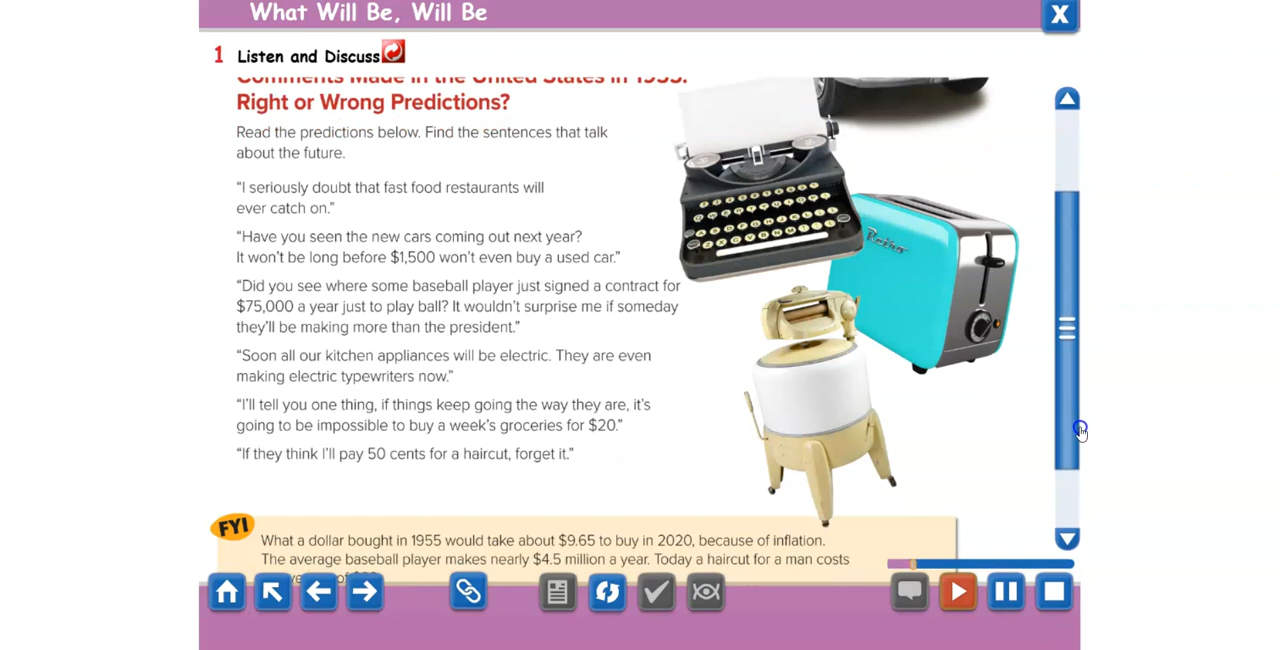 What Will Be, Will Be
X
1 Listen and Discuss
Comments Made in the United States in 1955:
Right or Wrong Predictions?
Read the predictions below. Find the sentences that talk
about the future.
“I seriously doubt that fast food restaurants will
ever catch on.”
“Have you seen the new cars coming out next year?
It won’t be long before $1,500 won’t even buy a used car.”
“Did you see where some baseball player just signed a contract for
$75,000 a year just to play ball? It wouldn’t surprise me if someday
they’ll be making more than the president.”
“Soon all our kitchen appliances will be electric. They are even
making electric typewriters now.”
“I’ll tell you one thing, if things keep going the way they are, it’s
going to be impossible to buy a week’s groceries for $20.”
“If they think I’ll pay 50 cents for a haircut, forget it.”
Retro
FYI
What a dollar bought in 1955 would take about $9.65 to buy in 2020, because of inflation.
The average baseball player makes nearly $4.5 million a year. Today a haircut for a man costs